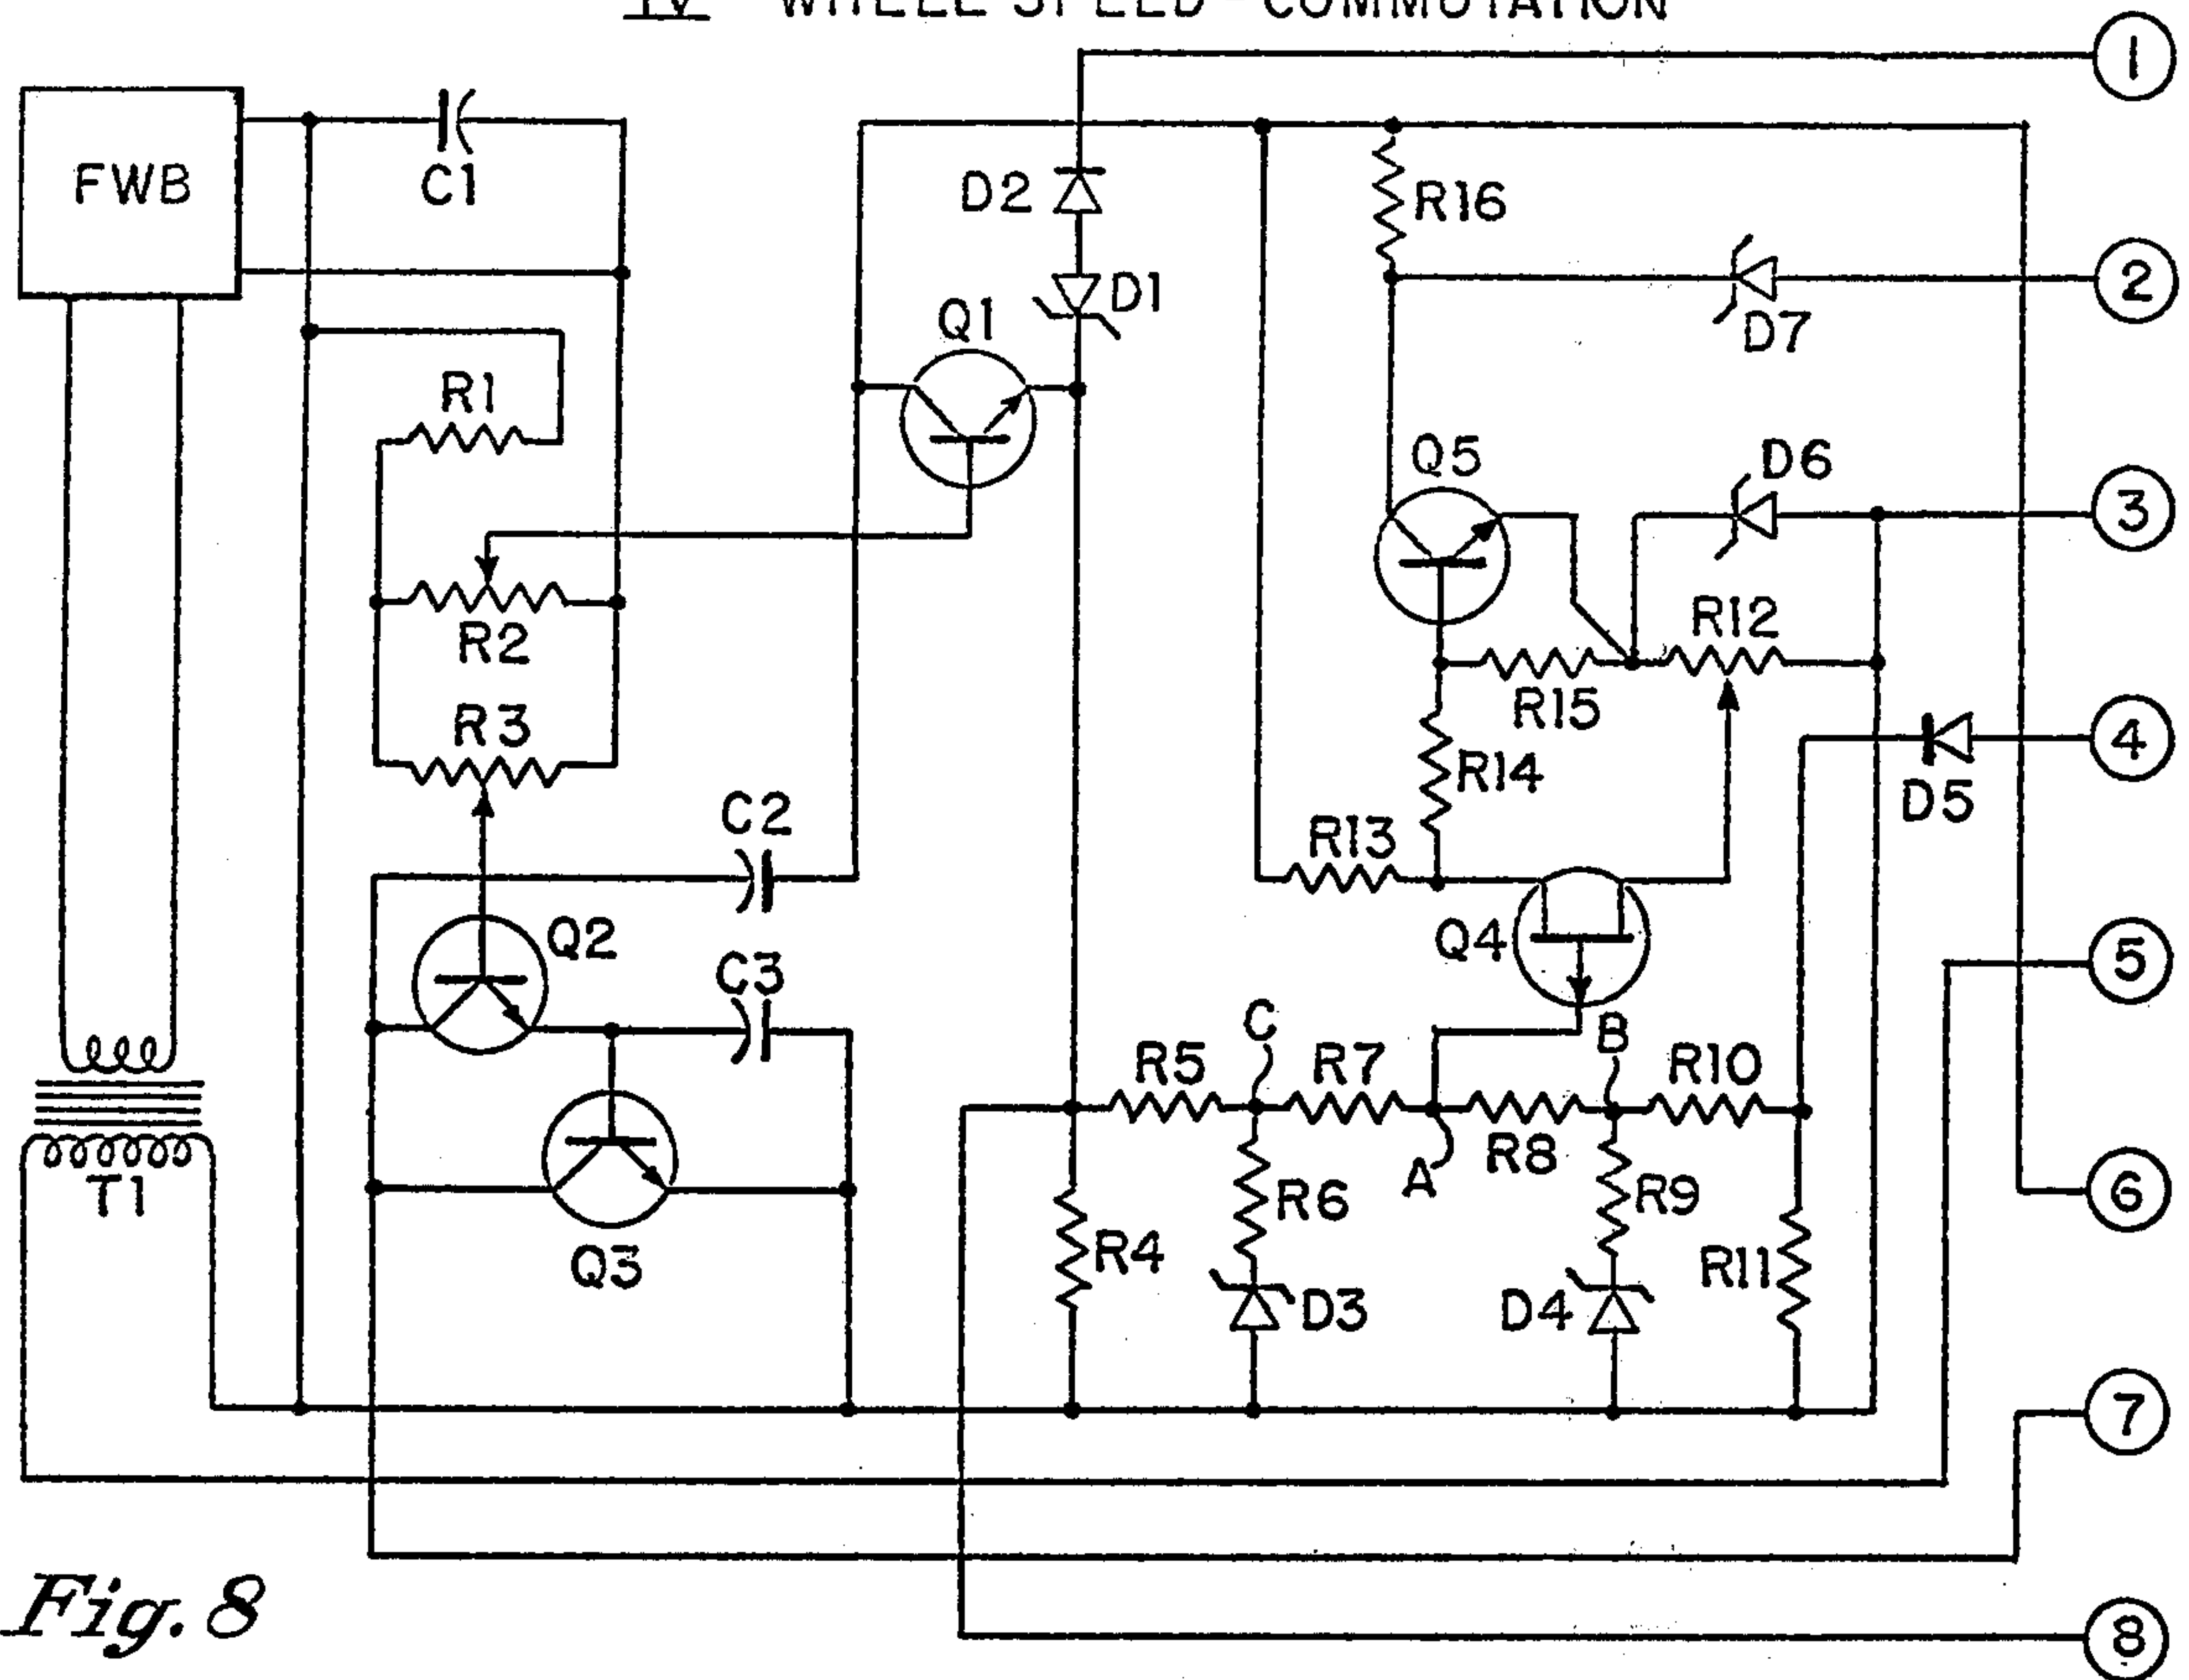 IV WHEEL SPEED - COMMUTATION
1
FWB
C1
D2
R16
2
D1
D7
Q1
R1
Q5
D6
3
R2
R12
R3
R15
R14
4
D5
C2
R13
Q2
Q4
5
C3
C
B
R5
R7
R10
A
R8
T1
R6
R9
6
Q3
R4
D3
D4
R11
7
Fig. 8
8